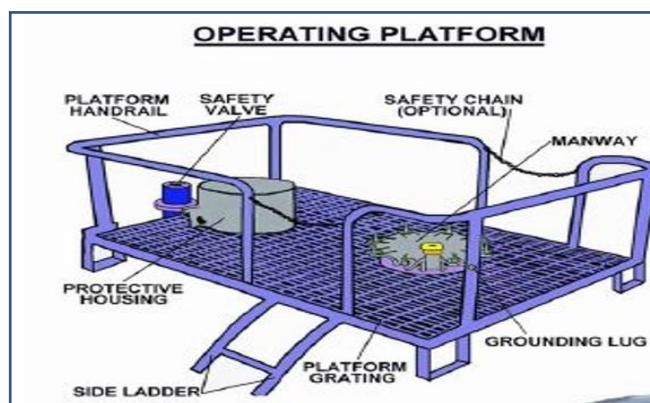 OPERATING PLATFORM
PLATFORM
HANDRAIL
SAFETY
VALVE
SAFETY CHAIN
(OPTIONAL)
MANWAY
PROTECTIVE
HOUSING
SIDE LADDER
PLATFORM
GRATING
GROUNDING LUG